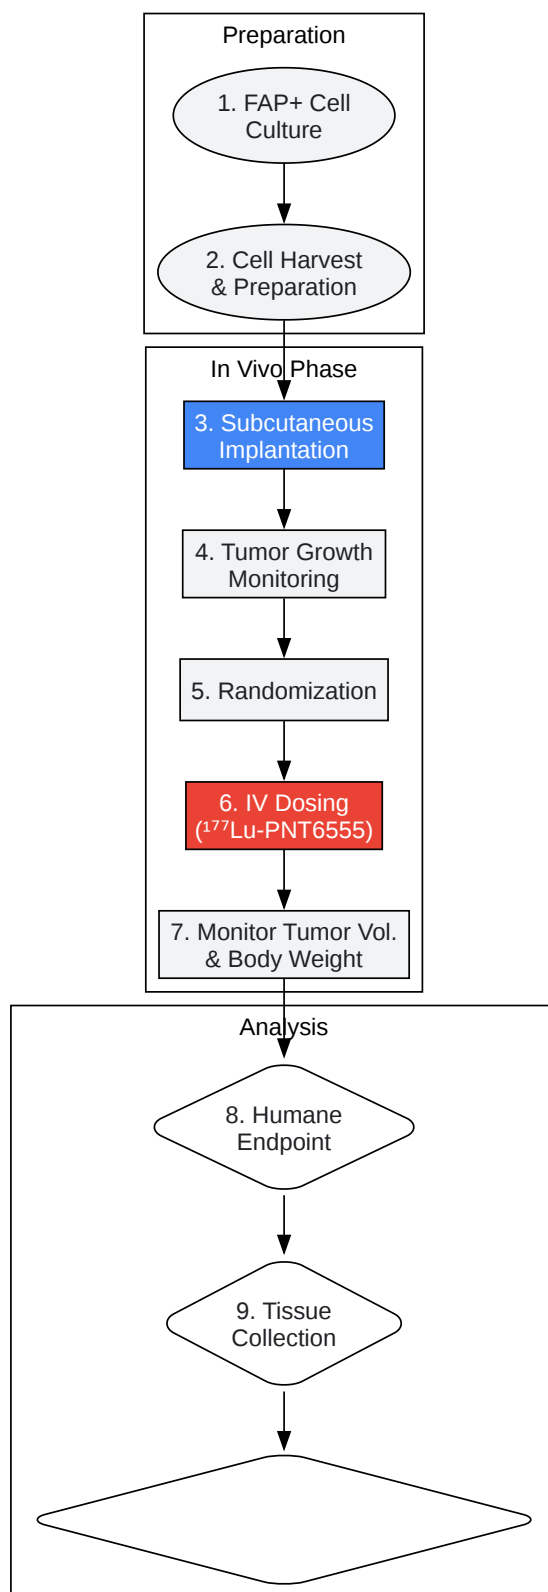 Preparation
1. FAP+ Cell
Culture
2. Cell Harvest
& Preparation
In Vivo Phase
3. Subcutaneous
Implantation
4. Tumor Growth
Monitoring
5. Randomization
6. IV Dosing
(¹⁷⁷Lu-PNT6555)
7. Monitor Tumor Vol.
& Body Weight
Analysis
8. Humane
Endpoint
9. Tissue
Collection